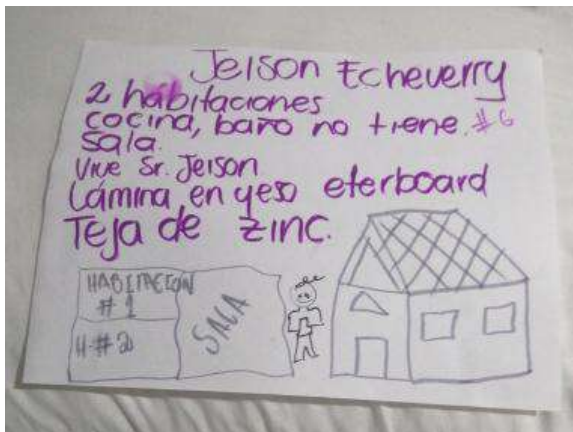 Jeison Echeverry
2 habitaciones
cocina, baño no tiene. #6
sala.
Vive Sr. Jeison
Lámina en yeso eterboard
Teja de zinc.
HABITACION
# 1
H-# 2
SALA